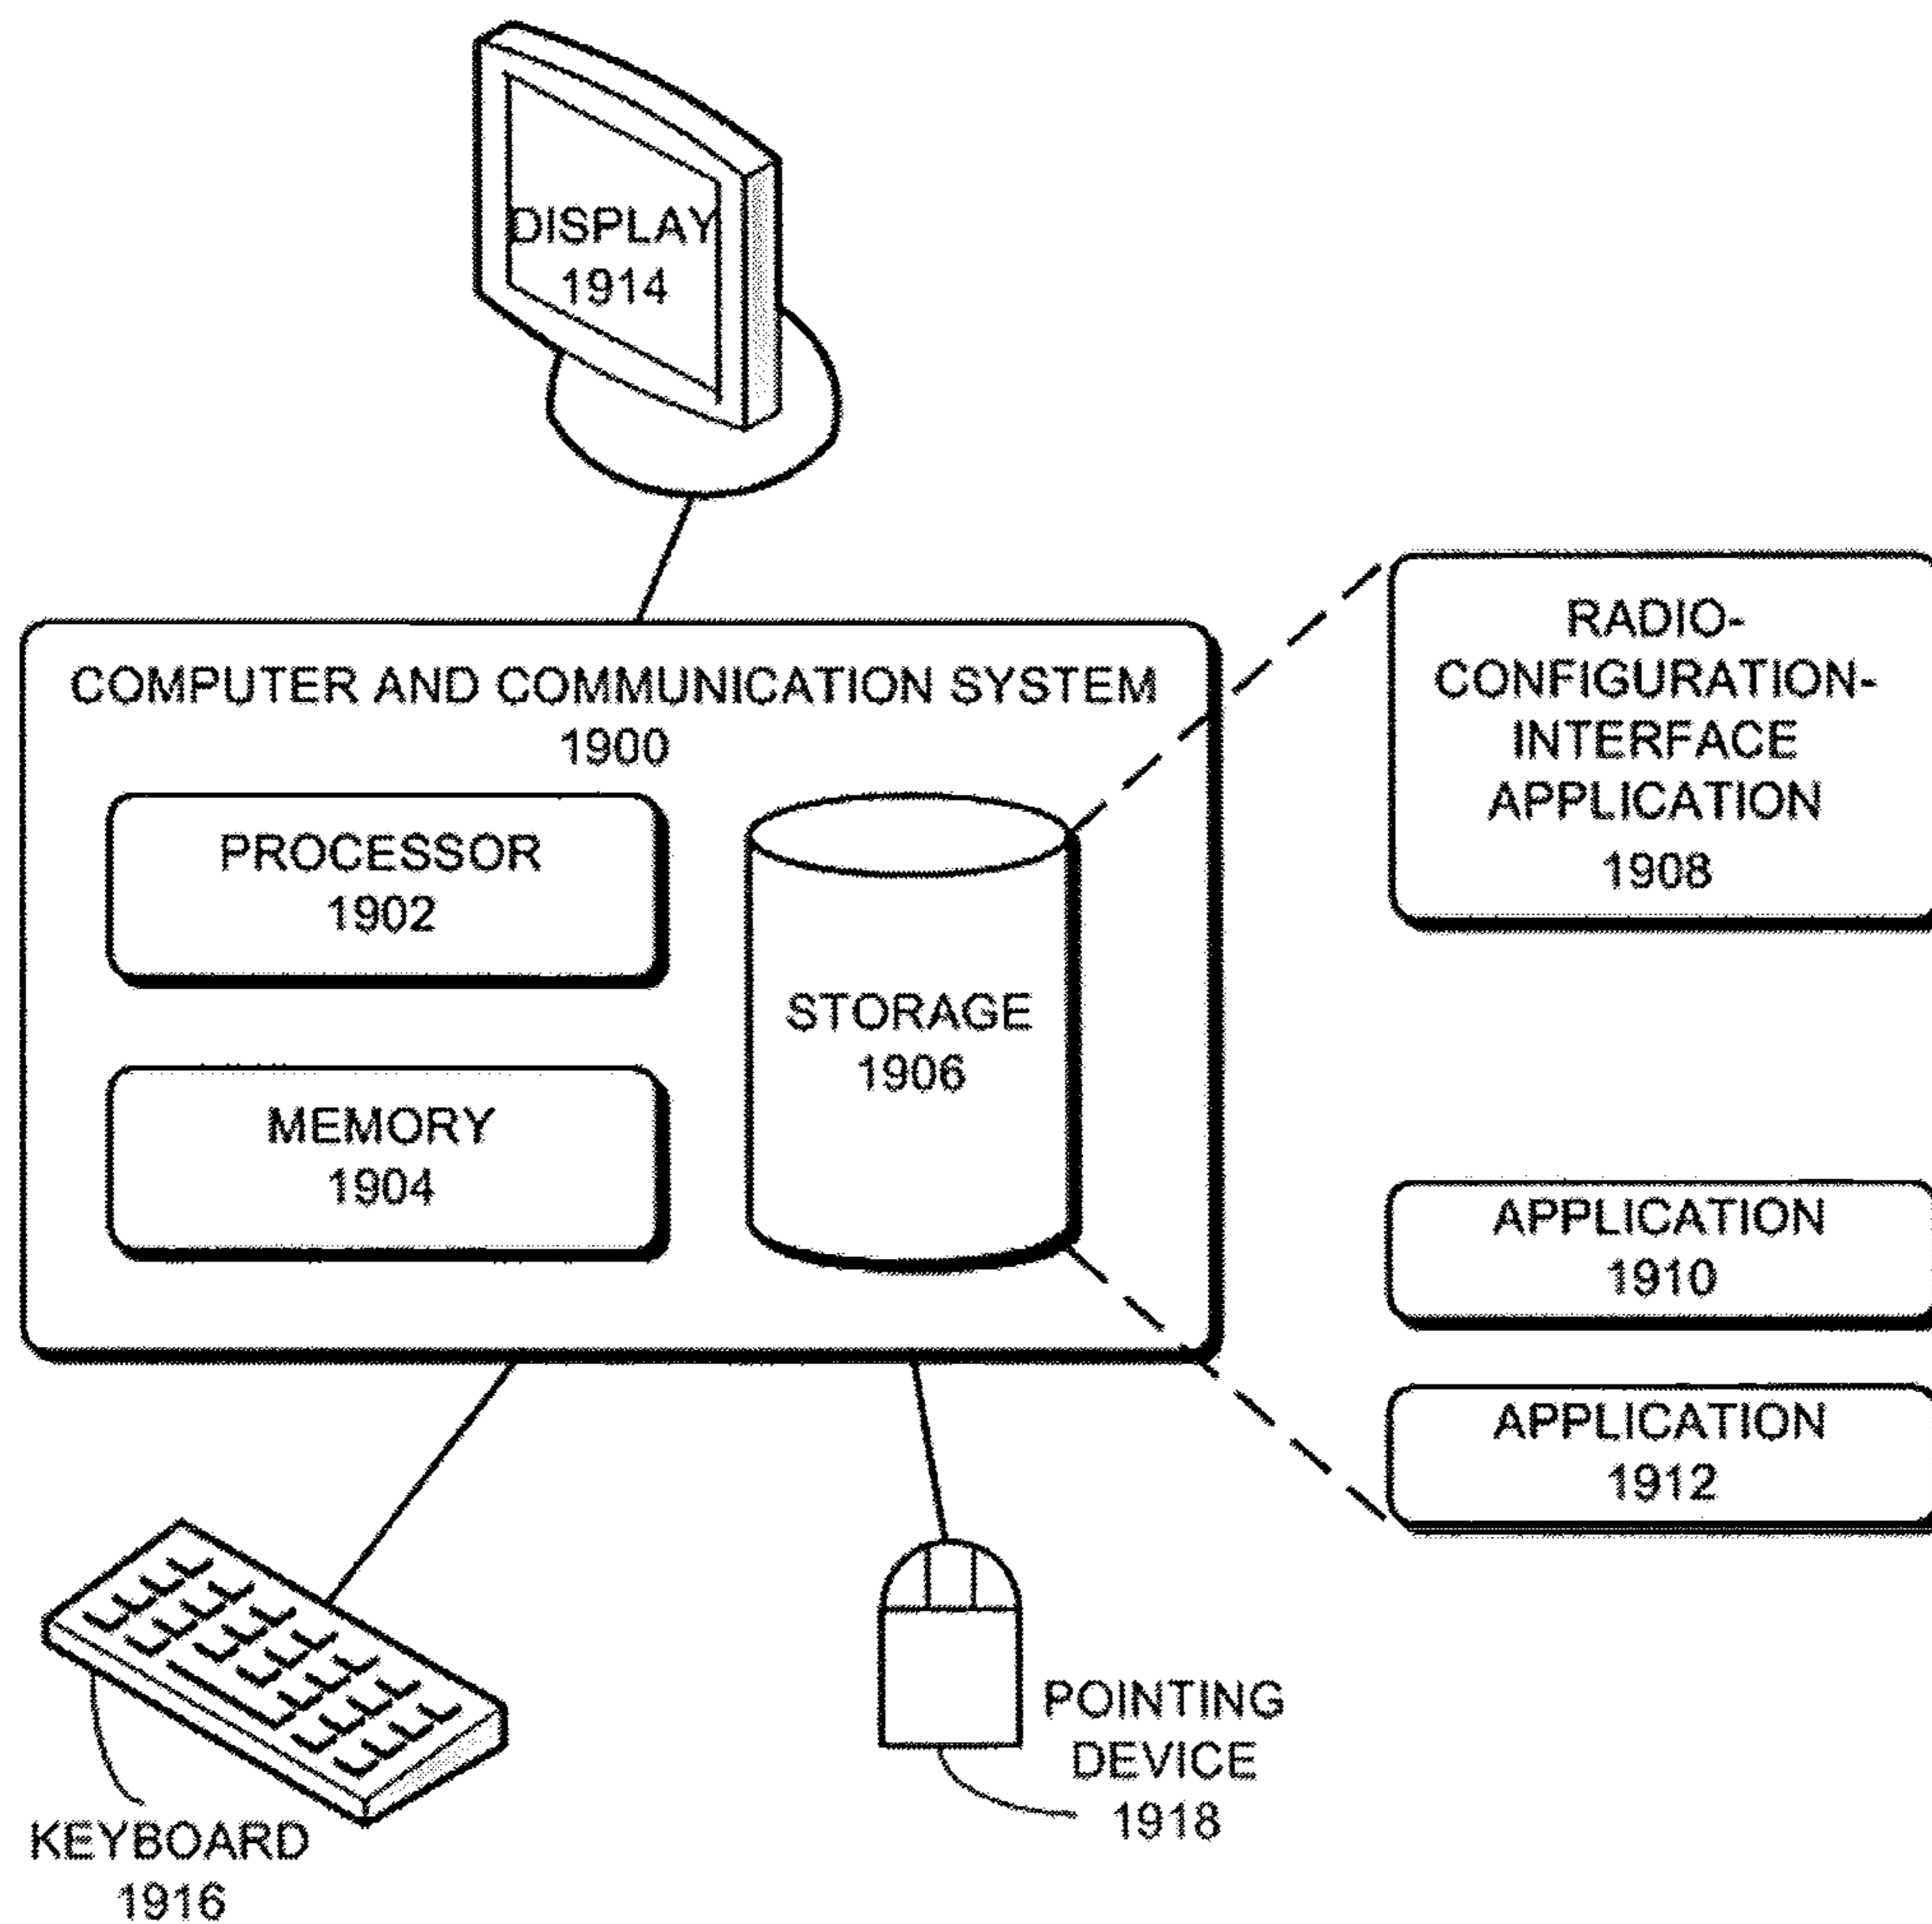 DISPLAY
1914
COMPUTER AND COMMUNICATION SYSTEM
1900
PROCESSOR
1902
MEMORY
1904
STORAGE
1906
RADIO-
CONFIGURATION-
INTERFACE
APPLICATION
1908
APPLICATION
1910
APPLICATION
1912
KEYBOARD
1916
POINTING
DEVICE
1918